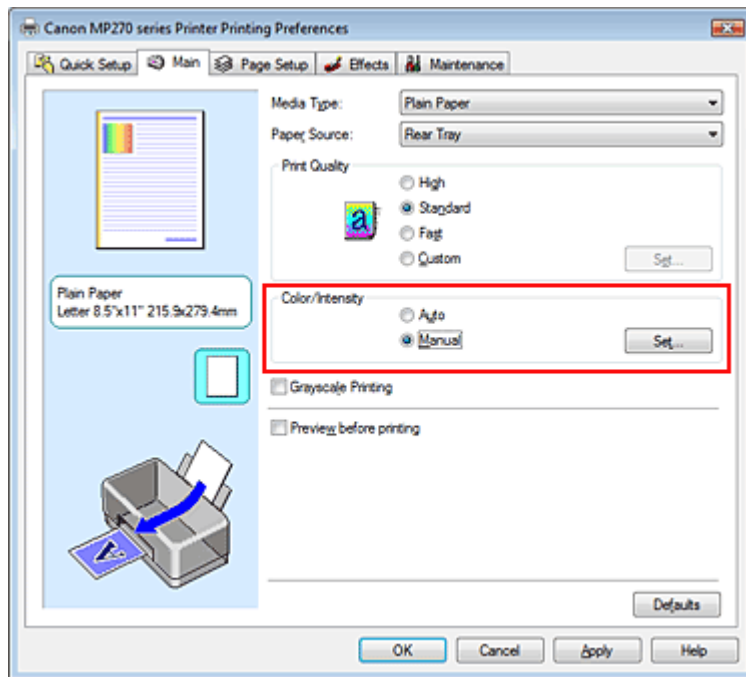 Canon MP270 series Printer Printing Preferences
Quick Setup Main Page Setup Effects Maintenance
Media Type: Plain Paper
Paper Source: Rear Tray
Print Quality
High
Standard
Fast
Custom Set...
Plain Paper
Letter 8.5"x11" 215.9x279.4mm
Color/Intensity
Auto
Manual Set...
Grayscale Printing
Preview before printing
Defaults
OK Cancel Apply Help